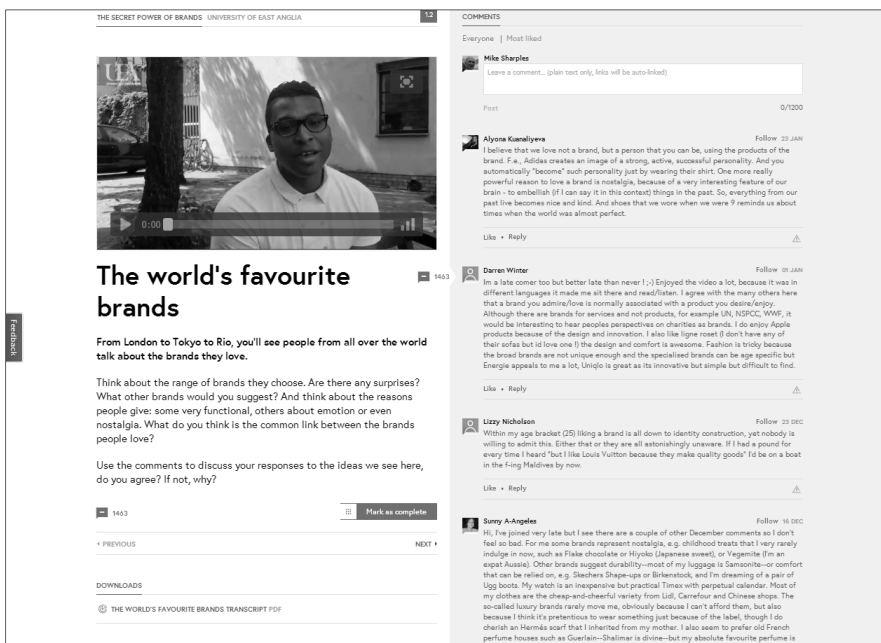 THE SECRET POWER OF BRANDS UNIVERSITY OF EAST ANGLIA
1.2
UEA
0:00
The world's favourite
brands
1463
From London to Tokyo to Rio, you'll see people from all over the world
talk about the brands they love.
Think about the range of brands they choose. Are there any surprises?
What other brands would you suggest? And think about the reasons
people give: some very functional, others about emotion or even
nostalgia. What do you think is the common link between the brands
people love?
Use the comments to discuss your responses to the ideas we see here,
do you agree? If not, why?
1463
Mark as complete
PREVIOUS
NEXT
DOWNLOADS
THE WORLD'S FAVOURITE BRANDS TRANSCRIPT PDF
Feedback
COMMENTS
Everyone | Most liked
Mike Sharples
Leave a comment... (plain text only, links will be auto-linked)
Post 0/1200
Alyona Kuanaliyeva Follow 23 JAN
I believe that we love not a brand, but a person that you can be, using the products of the
brand. F.e., Adidas creates an image of a strong, active, successful personality. And you
automatically "become" such personality just by wearing their shirt. One more really
powerful reason to love a brand is nostalgia, because of a very interesting feature of our
brain - to embellish (if I can say it in this context) things in the past. So, everything from our
past live becomes nice and kind. And shoes that we wore when we were 9 reminds us about
times when the world was almost perfect.
Like • Reply
Darren Winter Follow 01 JAN
Im a late comer too but better late than never ! ;-) Enjoyed the video a lot, because it was in
different languages it made me sit there and read/listen. I agree with the many others here
that a brand you admire/love is normally associated with a product you desire/enjoy.
Although there are brands for services and not products, for example UN, NSPCC, WWF, it
would be interesting to hear peoples perspectives on charities as brands. I do enjoy Apple
products because of the design and innovation. I also like ligne roset (I don't have any of
their sofas but id love one !) the design and comfort is awesome. Fashion is tricky because
the broad brands are not unique enough and the specialised brands can be age specific but
Energie appeals to me a lot, Uniqlo is great as its innovative but simple but difficult to find.
Like • Reply
Lizzy Nicholson Follow 23 DEC
Within my age bracket (25) liking a brand is all down to identity construction, yet nobody is
willing to admit this. Either that or they are all astonishingly unaware. If I had a pound for
every time I heard "but I like Louis Vuitton because they make quality goods" I'd be on a boat
in the f-ing Maldives by now.
Like • Reply
Sunny A-Angeles Follow 16 DEC
Hi, I've joined very late but I see there are a couple of other December comments so I don't
feel so bad. For me some brands represent nostalgia, e.g. childhood treats that I very rarely
indulge in now, such as Flake chocolate or Hiyoko (Japanese sweet), or Vegemite (I'm an
expat Aussie). Other brands suggest durability--most of my luggage is Samsonite--or comfort
that can be relied on, e.g. Skechers Shape-ups or Birkenstock, and I'm dreaming of a pair of
Ugg boots. My watch is an inexpensive but practical Timex with perpetual calendar. Most of
my clothes are the cheap-and-cheerful variety from Lidl, Carrefour and Chinese shops. The
so-called luxury brands rarely move me, obviously because I can't afford them, but also
because I think it's pretentious to wear something just because of the label, though I do
cherish an Hermés scarf that I inherited from my mother. I also seem to prefer old French
perfume houses such as Guerlain--Shalimar is divine--but my absolute favourite perfume is